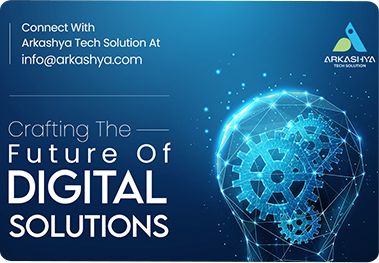 Connect With
Arkashya Tech Solution At
info@arkashya.com
ARKASHYA
TECH SOLUTION
Crafting The
Future Of
DIGITAL
SOLUTIONS